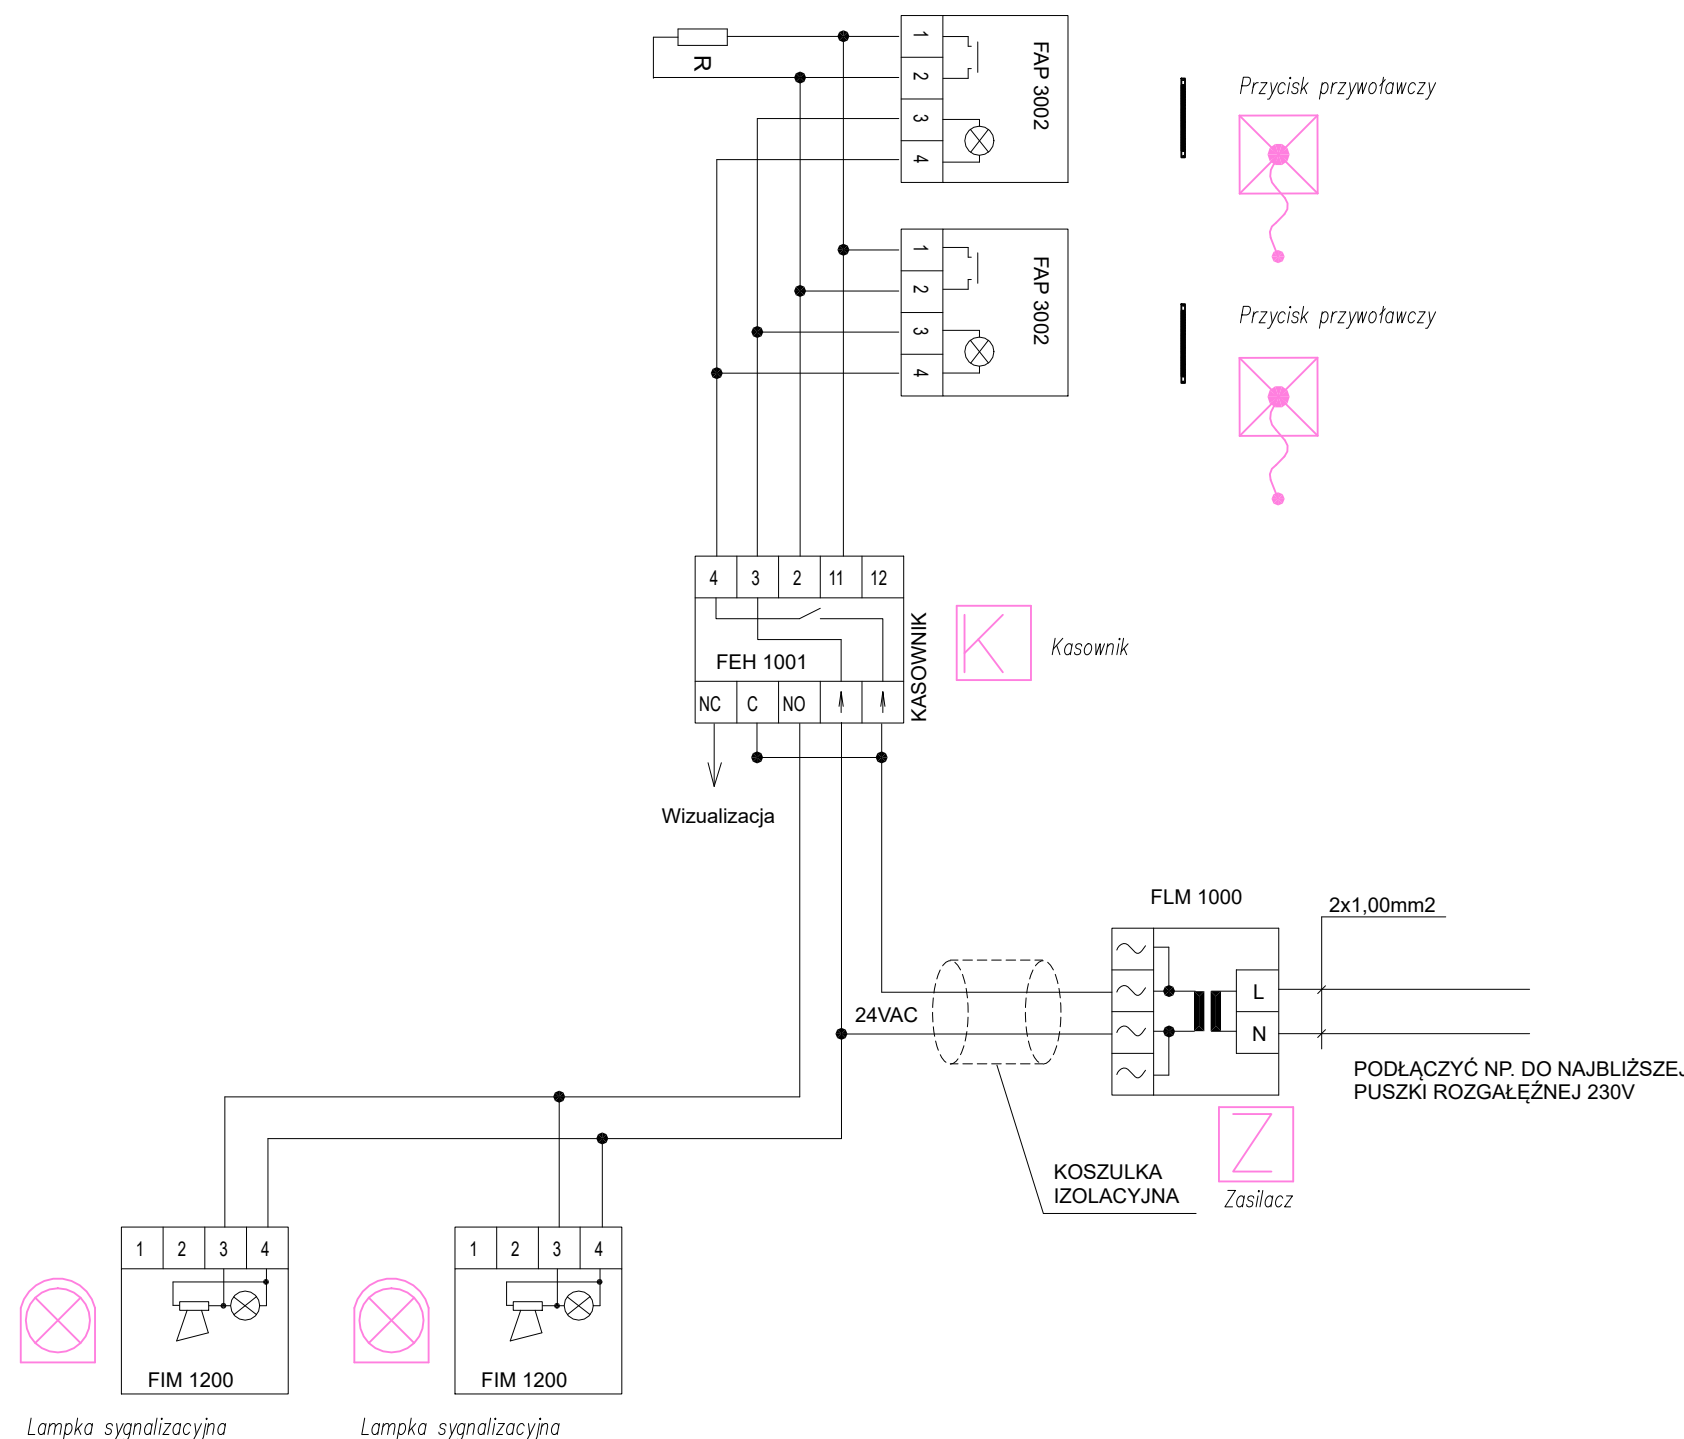 R
1
2
3
4
FAP 3002
Przycisk przywoławczy
1
2
3
4
FAP 3002
Przycisk przywoławczy
4 3 2 11 12
FEH 1001
NC C NO
KASOWNIK
K
Kasownik
Wizualizacja
FLM 1000
2x1,00mm2
L
N
24VAC
PODŁĄCZYĆ NP. DO NAJBLIŻSZEJ
PUSZKI ROZGAŁĘŹNEJ 230V
KOSZULKA
IZOLACYJNA
Z
Zasilacz
1 2 3 4
FIM 1200
Lampka sygnalizacyjna
1 2 3 4
FIM 1200
Lampka sygnalizacyjna